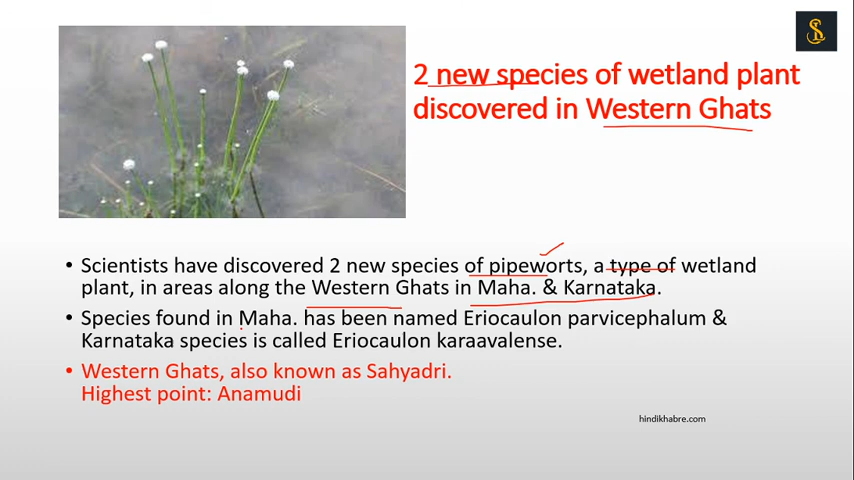 2 new species of wetland plant
discovered in Western Ghats
• Scientists have discovered 2 new species of pipeworts, a type of wetland
plant, in areas along the Western Ghats in Maha. & Karnataka.
• Species found in Maha. has been named Eriocaulon parvicephalum &
Karnataka species is called Eriocaulon karaavalense.
• Western Ghats, also known as Sahyadri.
Highest point: Anamudi
hindikhabre.com